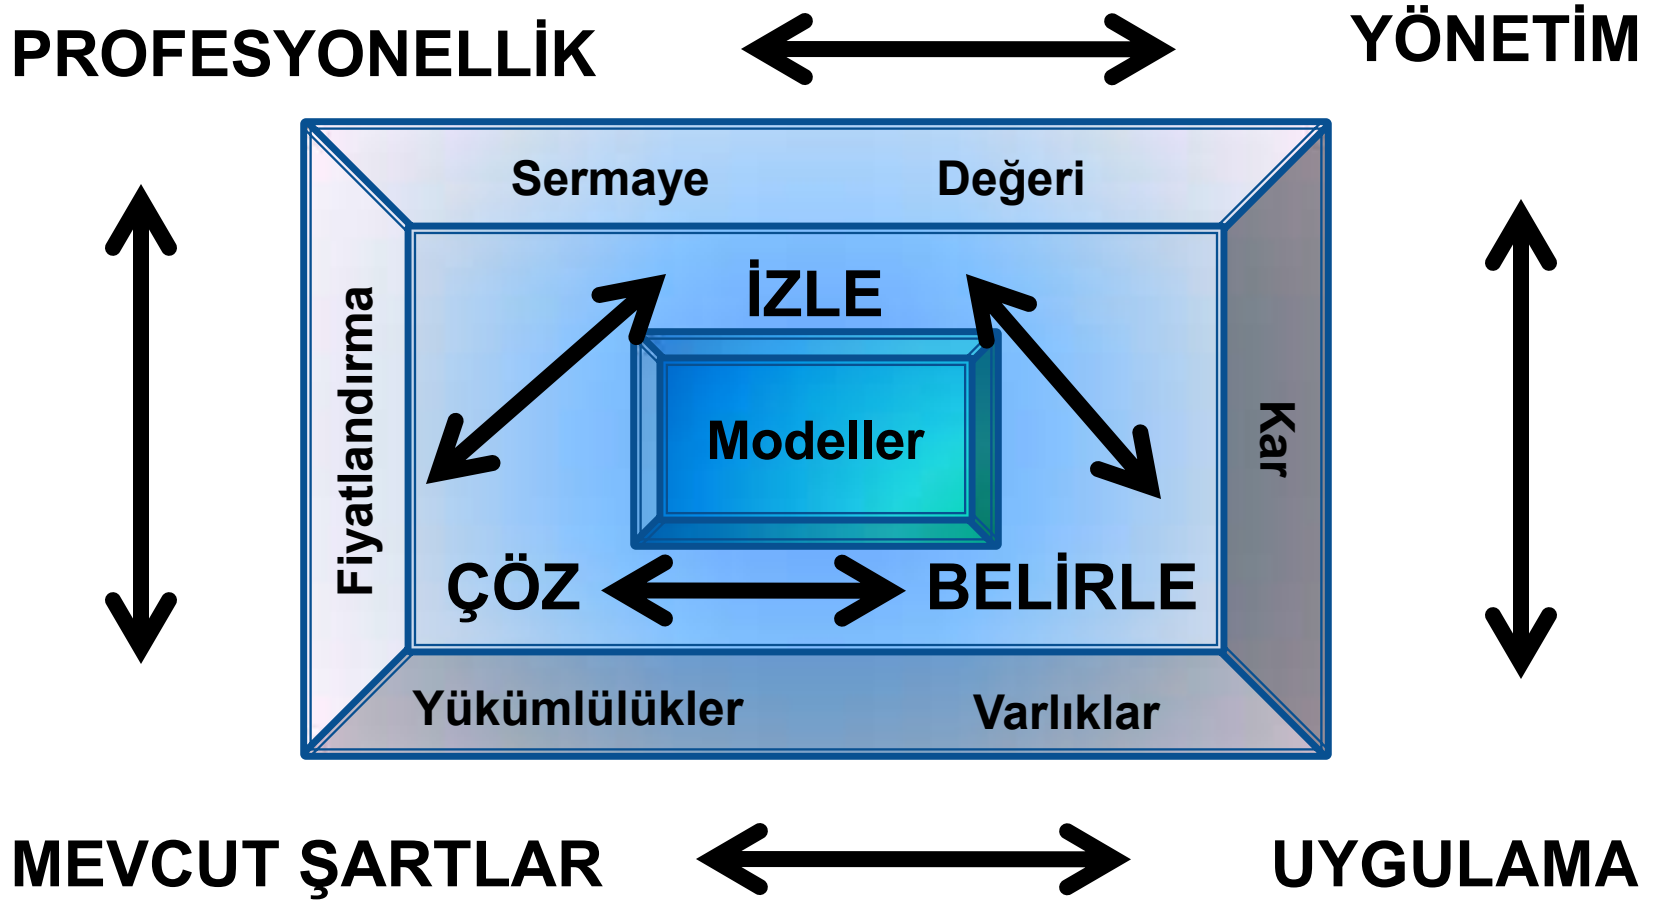 PROFESYONELLİK
YÖNETİM
Sermaye
Değeri
İZLE
Fiyatlandırma
Modeller
Kar
ÇÖZ
BELİRLE
Yükümlülükler
Varlıklar
MEVCUT ŞARTLAR
UYGULAMA